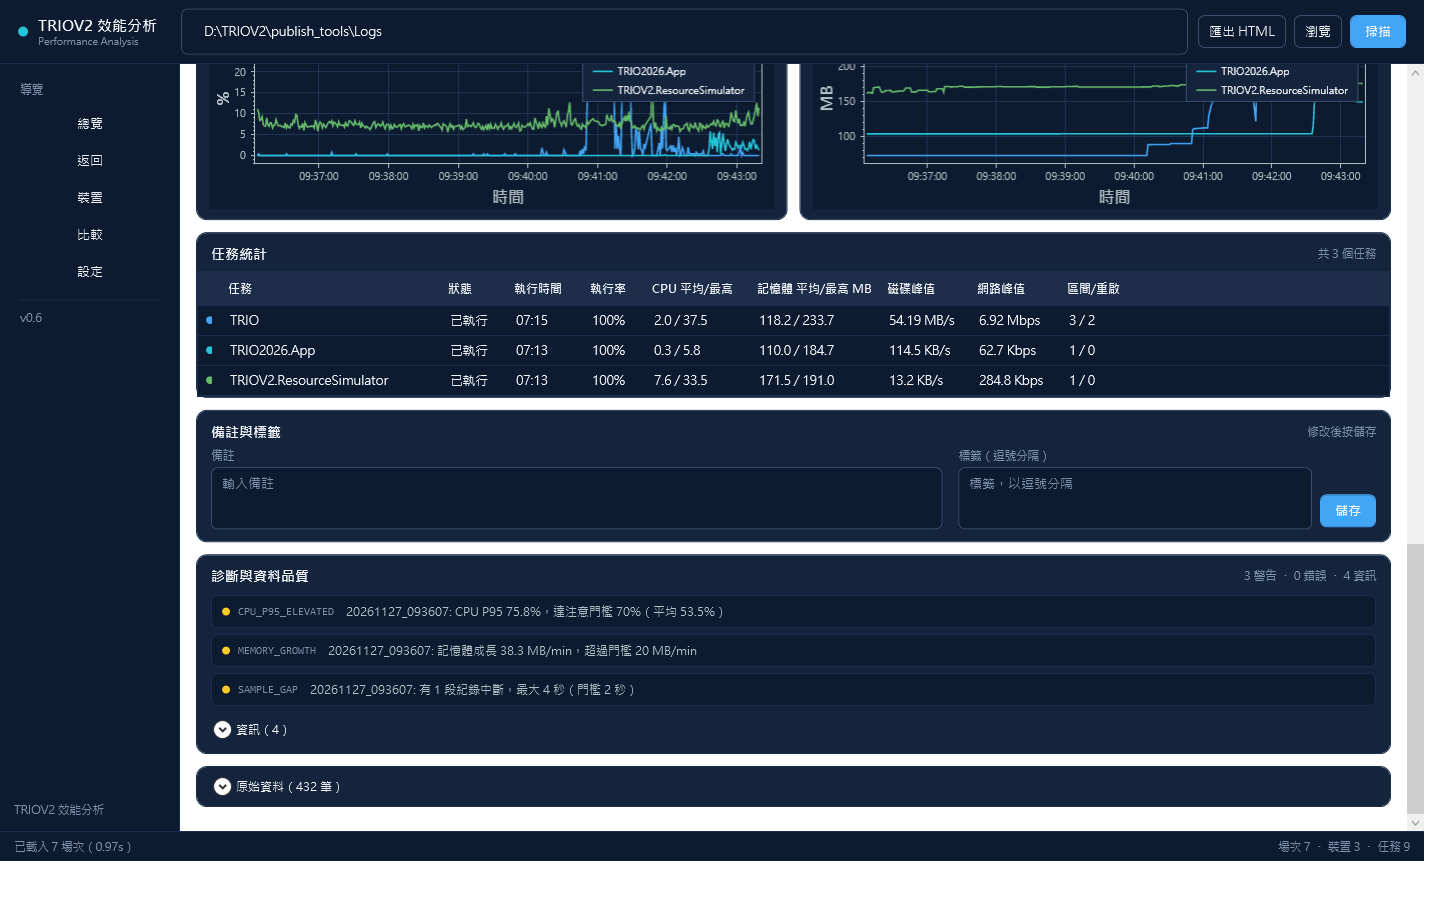 TRIOV2 效能分析
Performance Analysis
D:\TRIOV2\publish_tools\Logs
匯出 HTML
瀏覽
掃描
導覽
總覽
返回
裝置
比較
設定
v0.6
TRIOV2 效能分析
%
20
15
10
5
0
TRIO2026.App
TRIOV2.ResourceSimulator
09:37:00 09:38:00 09:39:00 09:40:00 09:41:00 09:42:00 09:43:00
時間
MB
200
150
100
TRIO2026.App
TRIOV2.ResourceSimulator
09:37:00 09:38:00 09:39:00 09:40:00 09:41:00 09:42:00 09:43:00
時間
任務統計 共 3 個任務
任務 狀態 執行時間 執行率 CPU 平均/最高 記憶體 平均/最高 MB 磁碟峰值 網路峰值 區間/重啟
TRIO 已執行 07:15 100% 2.0 / 37.5 118.2 / 233.7 54.19 MB/s 6.92 Mbps 3 / 2
TRIO2026.App 已執行 07:13 100% 0.3 / 5.8 110.0 / 184.7 114.5 KB/s 62.7 Kbps 1 / 0
TRIOV2.ResourceSimulator 已執行 07:13 100% 7.6 / 33.5 171.5 / 191.0 13.2 KB/s 284.8 Kbps 1 / 0
備註與標籤 修改後按儲存
備註 標籤（逗號分隔）
輸入備註 標籤，以逗號分隔
儲存
診斷與資料品質 3 警告 · 0 錯誤 · 4 資訊
CPU_P95_ELEVATED 20261127_093607: CPU P95 75.8%，達注意門檻 70%（平均 53.5%）
MEMORY_GROWTH 20261127_093607: 記憶體成長 38.3 MB/min，超過門檻 20 MB/min
SAMPLE_GAP 20261127_093607: 有 1 段紀錄中斷，最大 4 秒（門檻 2 秒）
資訊（4）
原始資料（432 筆）
已載入 7 場次（0.97s） 場次 7 · 裝置 3 · 任務 9